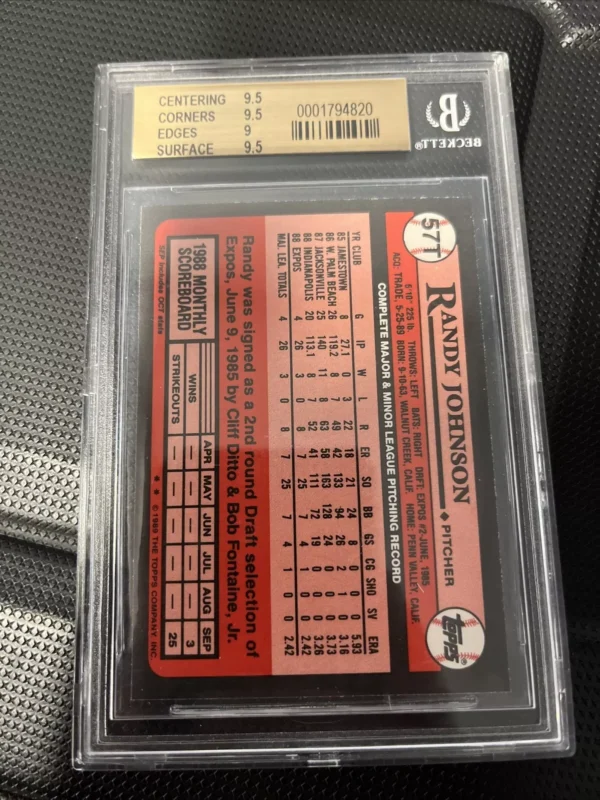 CENTERING 9.5
CORNERS 9.5
EDGES 9
SURFACE 9.5
0001794820
B
BECKETT®
57T
RANDY JOHNSON ♦ PITCHER
TOPPS
6'10" 225 lb. THROWS: LEFT BATS: RIGHT DRFT: EXPOS #2-JUNE, 1985
ACQ: TRADE, 5-25-89 BORN: 9-10-63, WALNUT CREEK, CALIF. HOME: PENN VALLEY, CALIF.
COMPLETE MAJOR & MINOR LEAGUE PITCHING RECORD
YR CLUB G IP W L R ER SO BB GS CG SHO SV ERA
85 JAMESTOWN 8 27.1 0 3 22 18 21 24 8 0 0 0 5.93
86 W. PALM BEACH 26 119.2 8 7 49 42 133 94 26 2 1 0 3.16
87 JACKSONVILLE 25 140 11 8 63 58 163 128 24 1 0 0 3.73
88 INDIANAPOLIS 20 113.1 8 7 52 41 111 72 19 0 0 0 3.26
88 EXPOS 4 26 3 0 8 7 25 7 4 1 0 0 2.42
MAJ. LEA. TOTALS 4 26 3 0 8 7 25 7 4 1 0 0 2.42
Randy was signed as a 2nd round Draft selection of
Expos, June 9, 1985 by Cliff Ditto & Bob Fontaine, Jr.
1988 MONTHLY
SCOREBOARD
APR MAY JUN JUL AUG SEP
WINS — — — — — 3
STRIKEOUTS — — — — — 25
SEP includes OCT stats
* * © 1989 THE TOPPS COMPANY, INC.